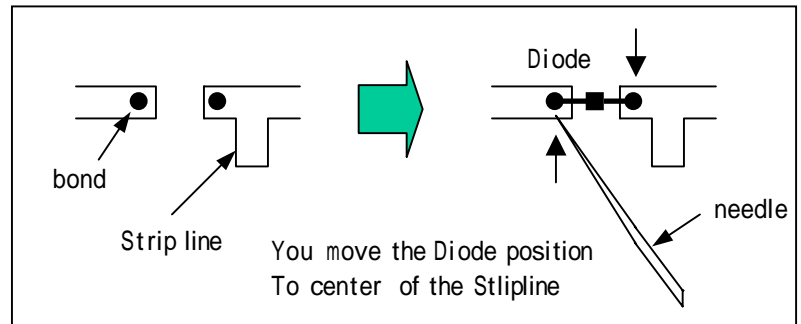 Diode
bond
Strip line
needle
You move the Diode position
To center of the Stlipline